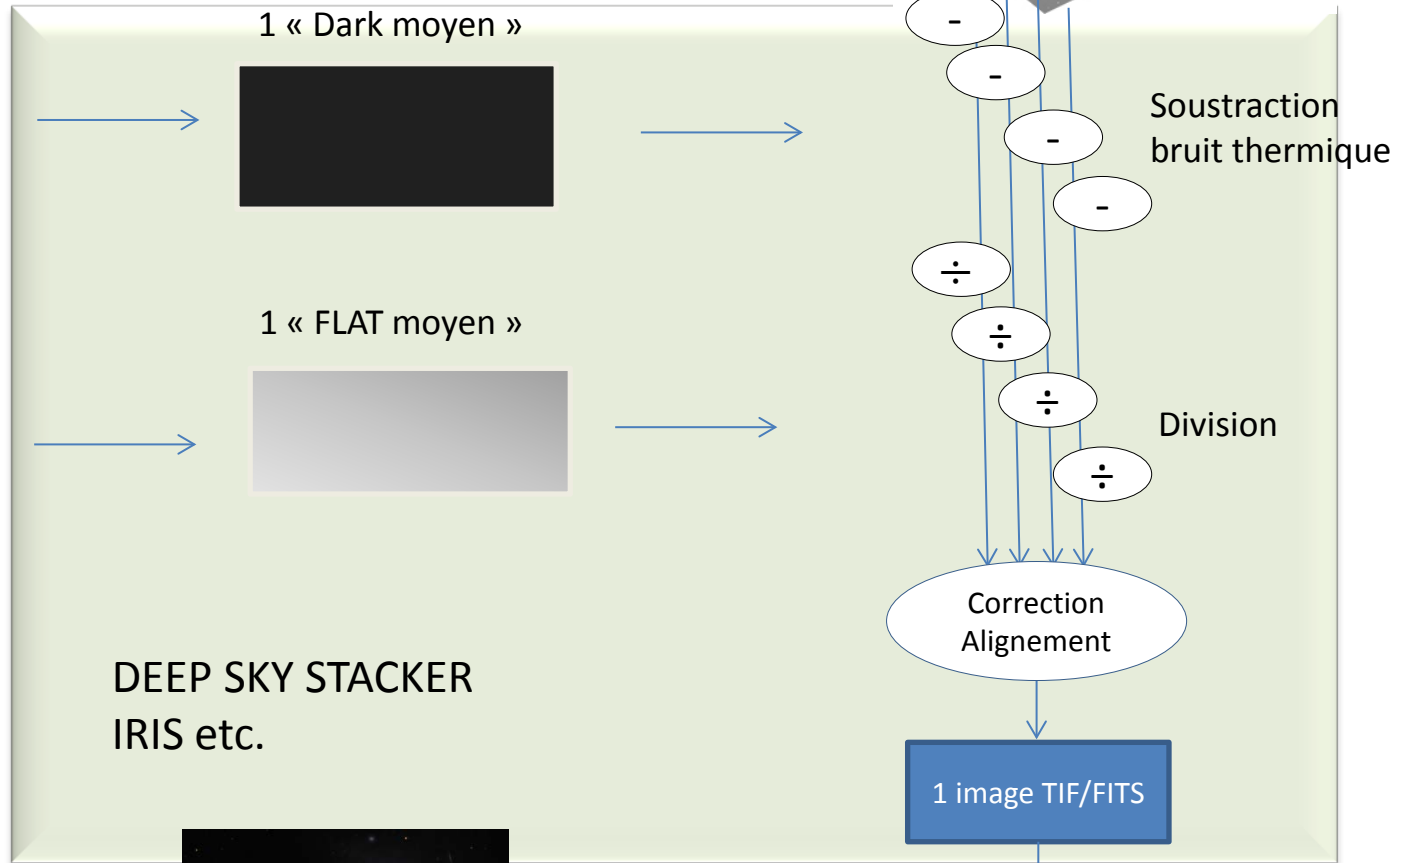 1 « Dark moyen »
-
-
-
-
Soustraction
bruit thermique
÷
÷
÷
÷
1 « FLAT moyen »
Division
Correction
Alignement
DEEP SKY STACKER
IRIS etc.
1 image TIF/FITS